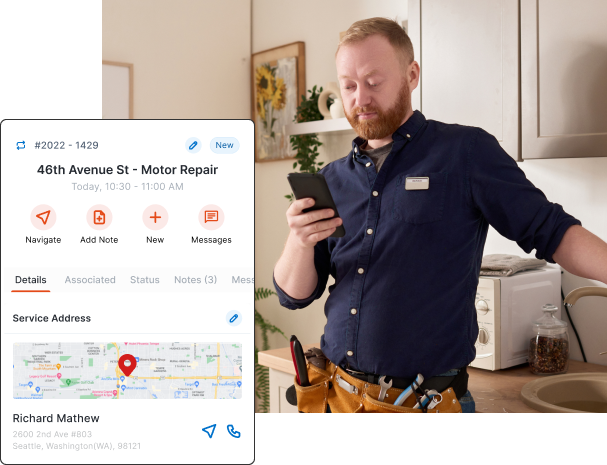 #2022 - 1429
New
46th Avenue St - Motor Repair
Today, 10:30 - 11:00 AM
Navigate
Add Note
New
Messages
Details
Associated
Status
Notes (3)
Mess
Service Address
Richard Mathew
2600 2nd Ave #803
Seattle, Washington(WA), 98121